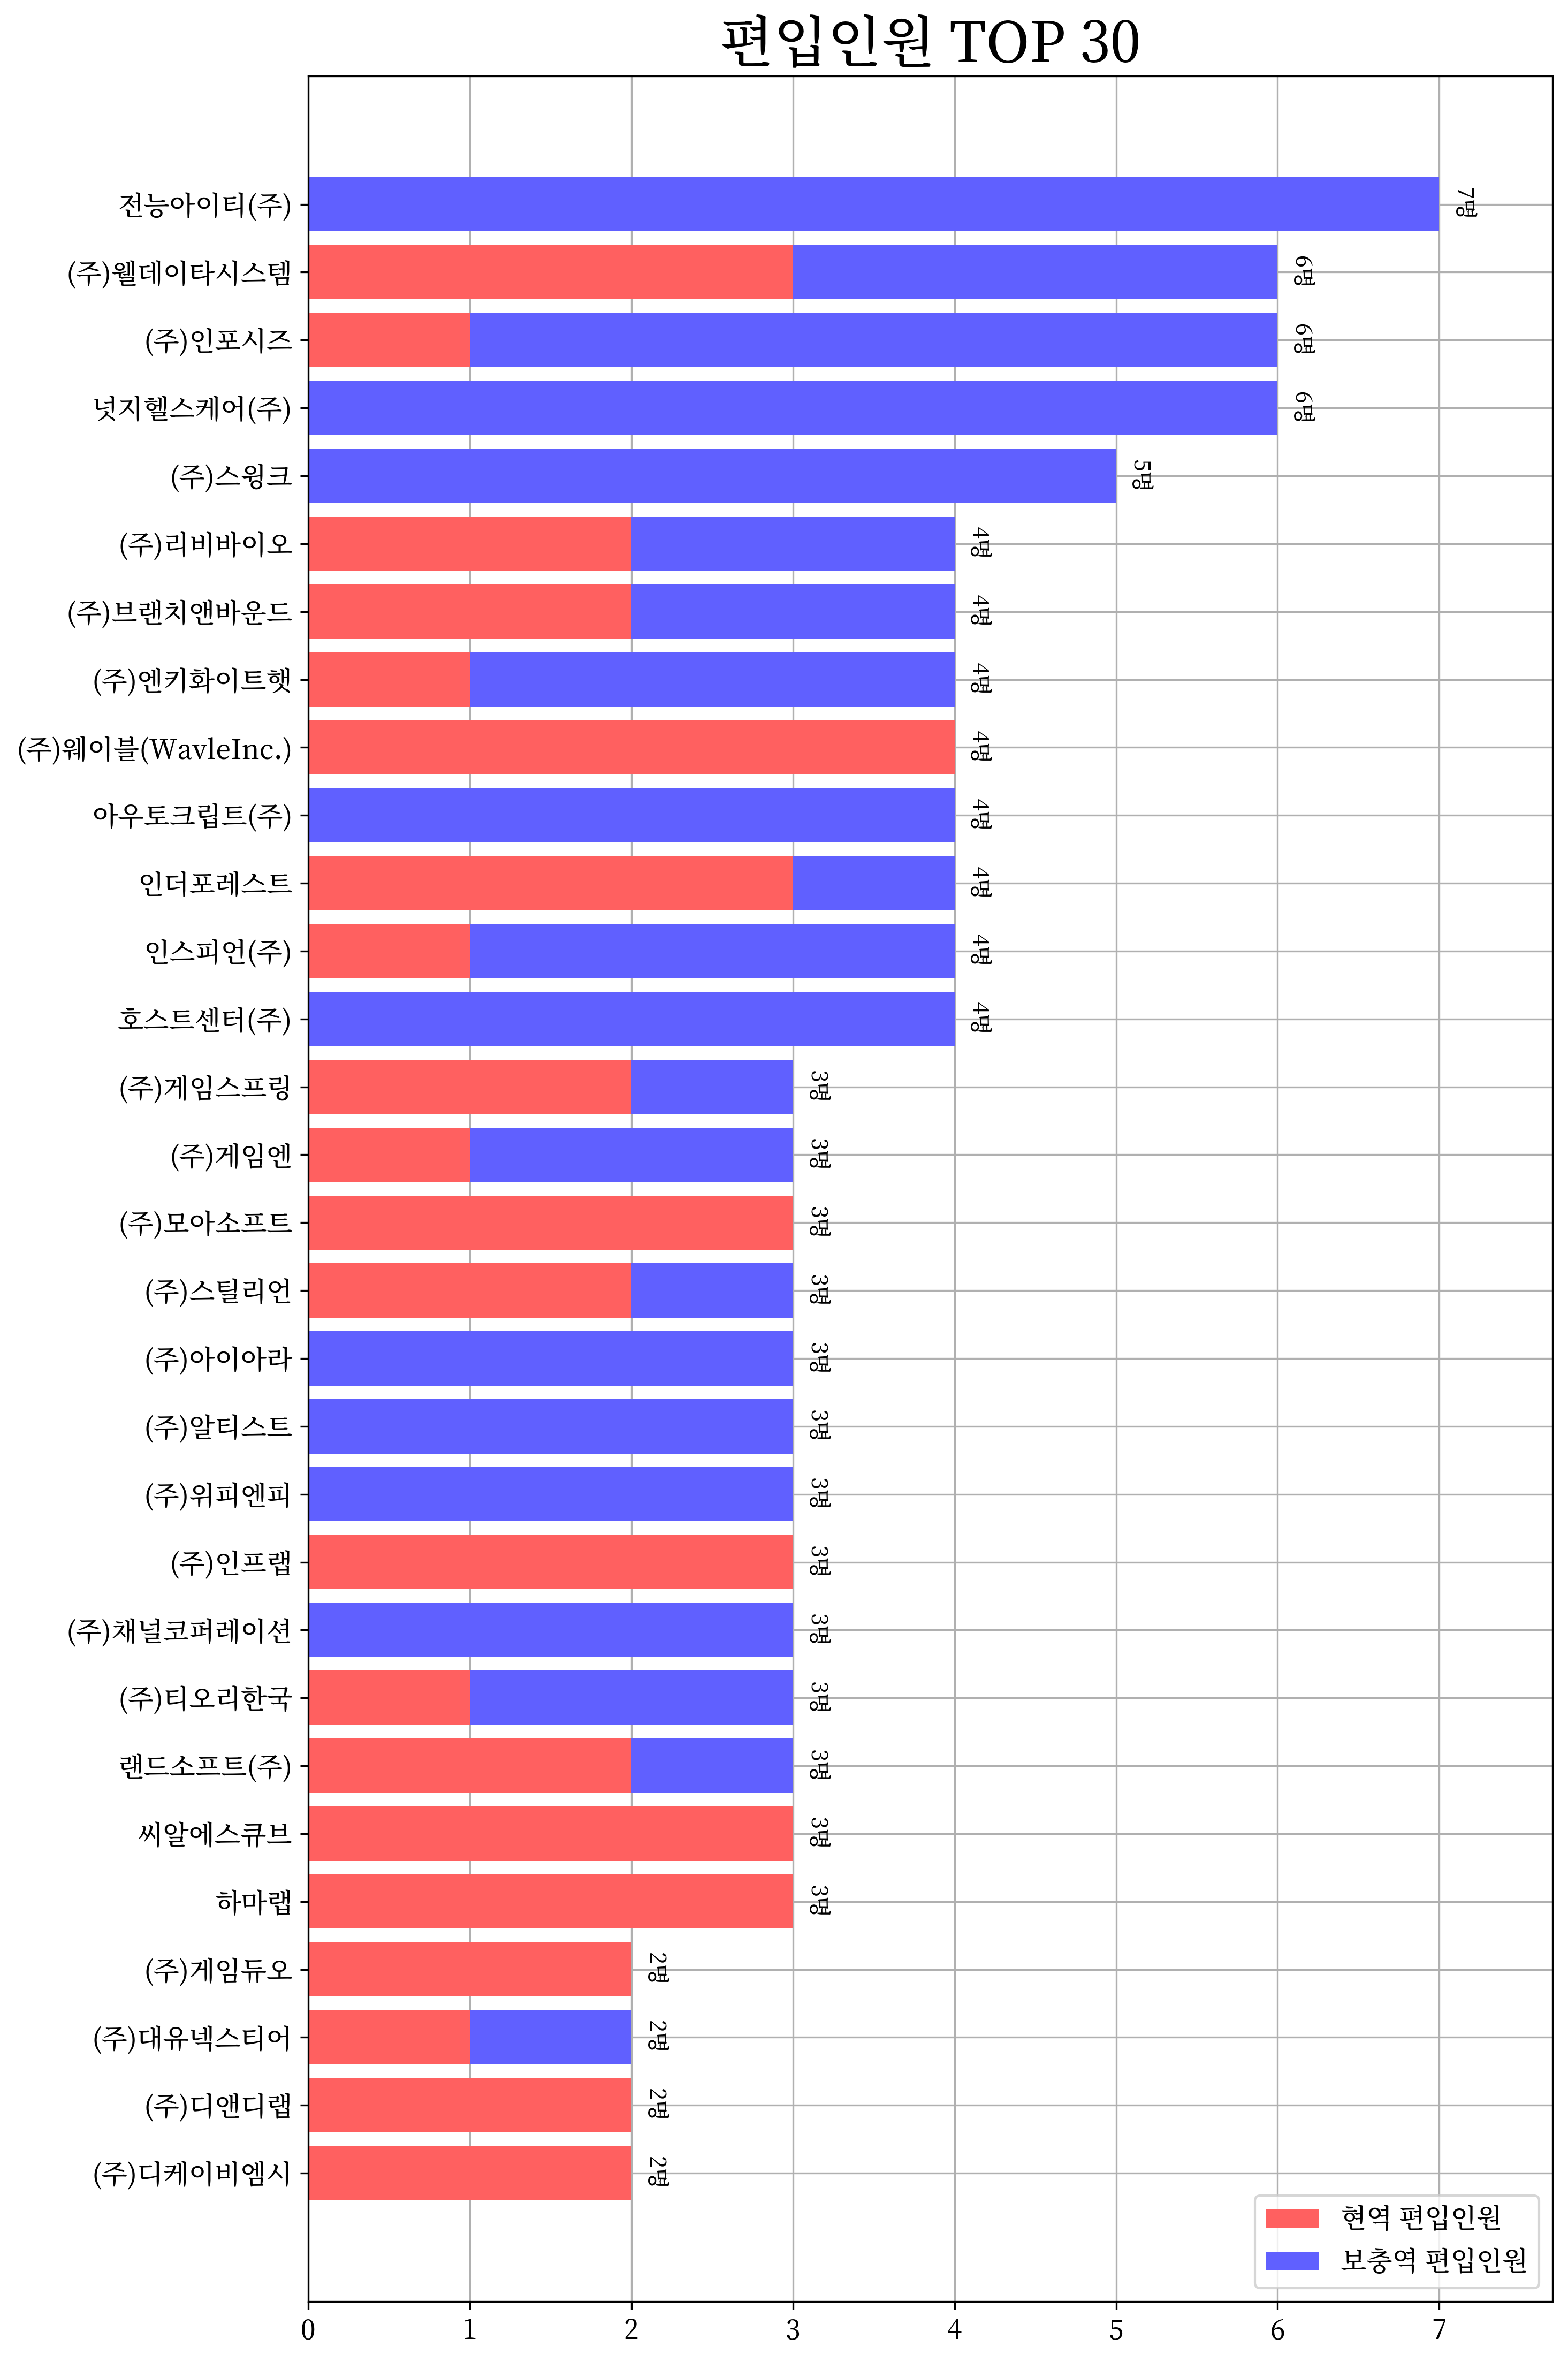 편입인원 TOP 30
전능아이티(주) 7명
(주)웰데이타시스템 6명
(주)인포시즈 6명
넛지헬스케어(주) 6명
(주)스윙크 5명
(주)리비바이오 4명
(주)브랜치앤바운드 4명
(주)엔키화이트햇 4명
(주)웨이블(WavleInc.) 4명
아우토크립트(주) 4명
인더포레스트 4명
인스피언(주) 4명
호스트센터(주) 4명
(주)게임스프링 3명
(주)게임엔 3명
(주)모아소프트 3명
(주)스틸리언 3명
(주)아이아라 3명
(주)알티스트 3명
(주)위피엔피 3명
(주)인프랩 3명
(주)채널코퍼레이션 3명
(주)티오리한국 3명
랜드소프트(주) 3명
씨알에스큐브 3명
하마랩 3명
(주)게임듀오 2명
(주)대유넥스티어 2명
(주)디앤디랩 2명
(주)디케이비엠시 2명
현역 편입인원
보충역 편입인원
0 1 2 3 4 5 6 7